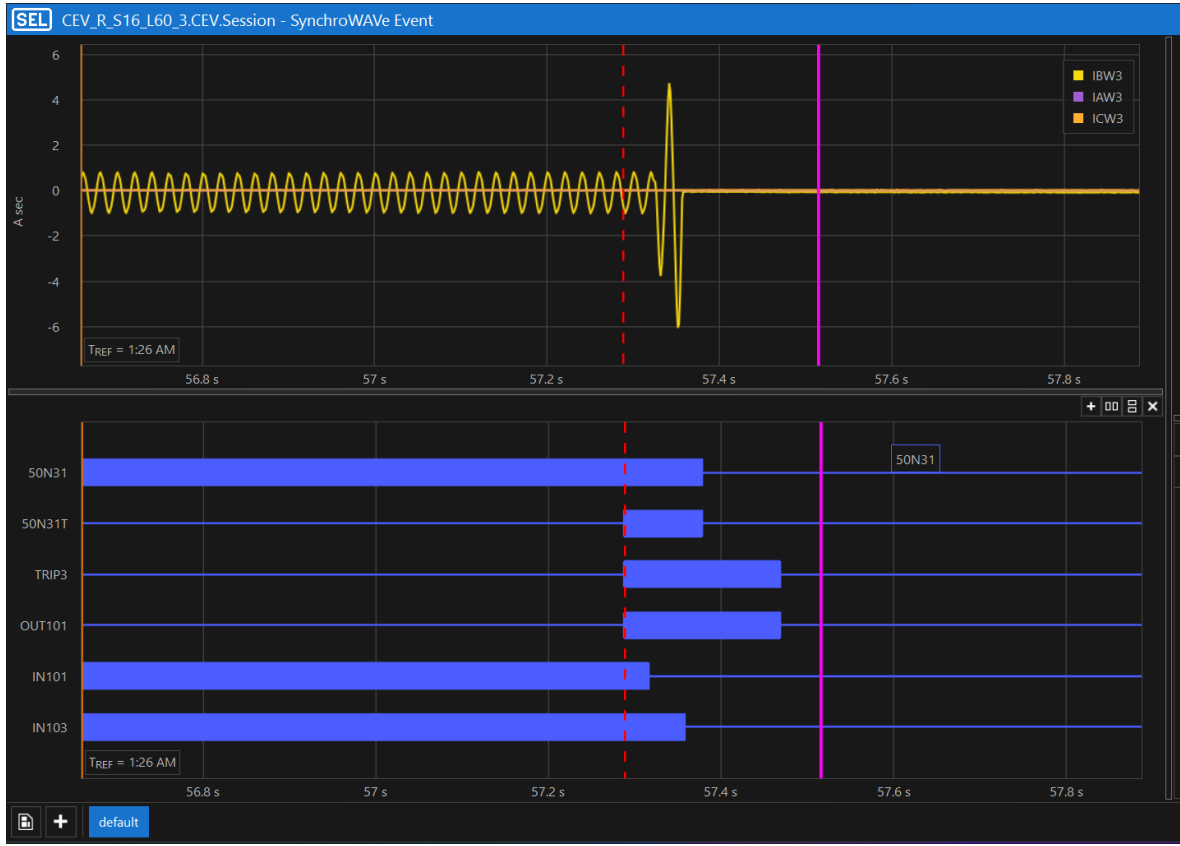 SEL CEV_R_S16_L60_3.CEV.Session - SynchroWAVe Event
6
4
2
0
-2
-4
-6
A sec
IBW3
IAW3
ICW3
TREF = 1:26 AM
56.8 s
57 s
57.2 s
57.4 s
57.6 s
57.8 s
50N31
50N31
50N31T
TRIP3
OUT101
IN101
IN103
TREF = 1:26 AM
56.8 s
57 s
57.2 s
57.4 s
57.6 s
57.8 s
default